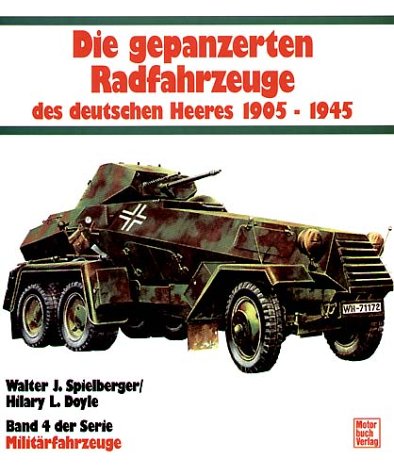 Die gepanzerten
Radfahrzeuge
des deutschen Heeres 1905 - 1945
WH-71172
Walter J. Spielberger/
Hilary L. Doyle
Band 4 der Serie
Militärfahrzeuge
Motor
buch
Verlag